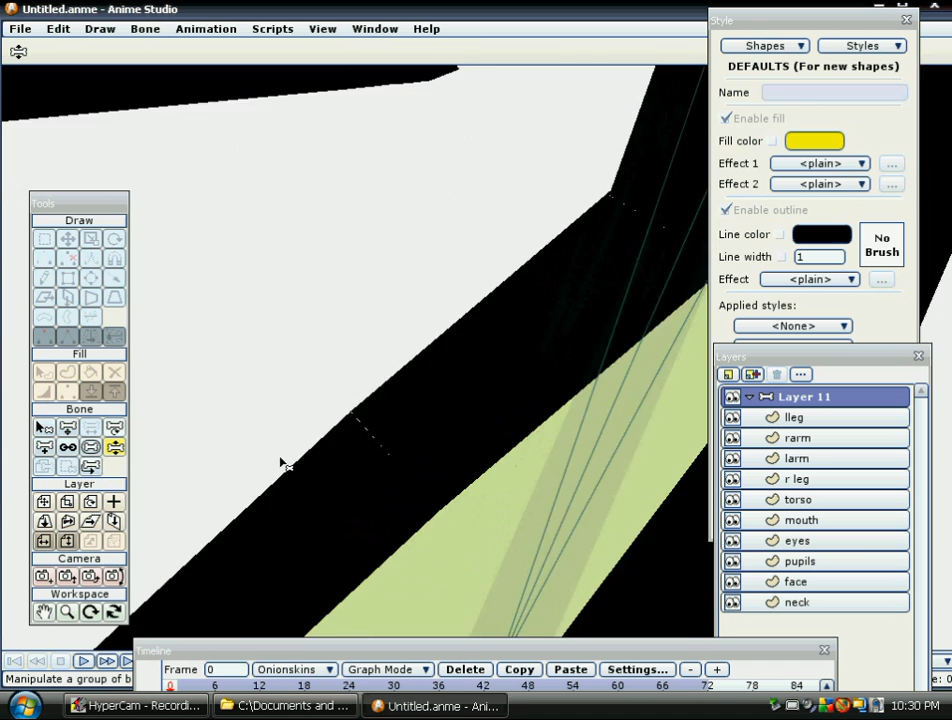 Untitled.anme - Anime Studio
File Edit Draw Bone Animation Scripts View Window Help
Style
Shapes Styles
DEFAULTS (For new shapes)
Name
Enable fill
Fill color
Effect 1 <plain> ...
Effect 2 <plain> ...
Enable outline
Line color
No Brush
Line width 1
Effect <plain> ...
Applied styles:
<None>
Tools
Draw
Fill
Bone
Layer
Camera
Workspace
Layers
...
Layer 11
lleg
rarm
larm
r leg
torso
mouth
eyes
pupils
face
neck
Timeline
Frame 0 Onionskins Graph Mode Delete Copy Paste Settings... - +
0 6 12 18 24 30 36 42 48 54 60 66 72 78 84
Manipulate a group of b
HyperCam - Recordi...
C:\Documents and ...
Untitled.anme - Ani...
10:30 PM